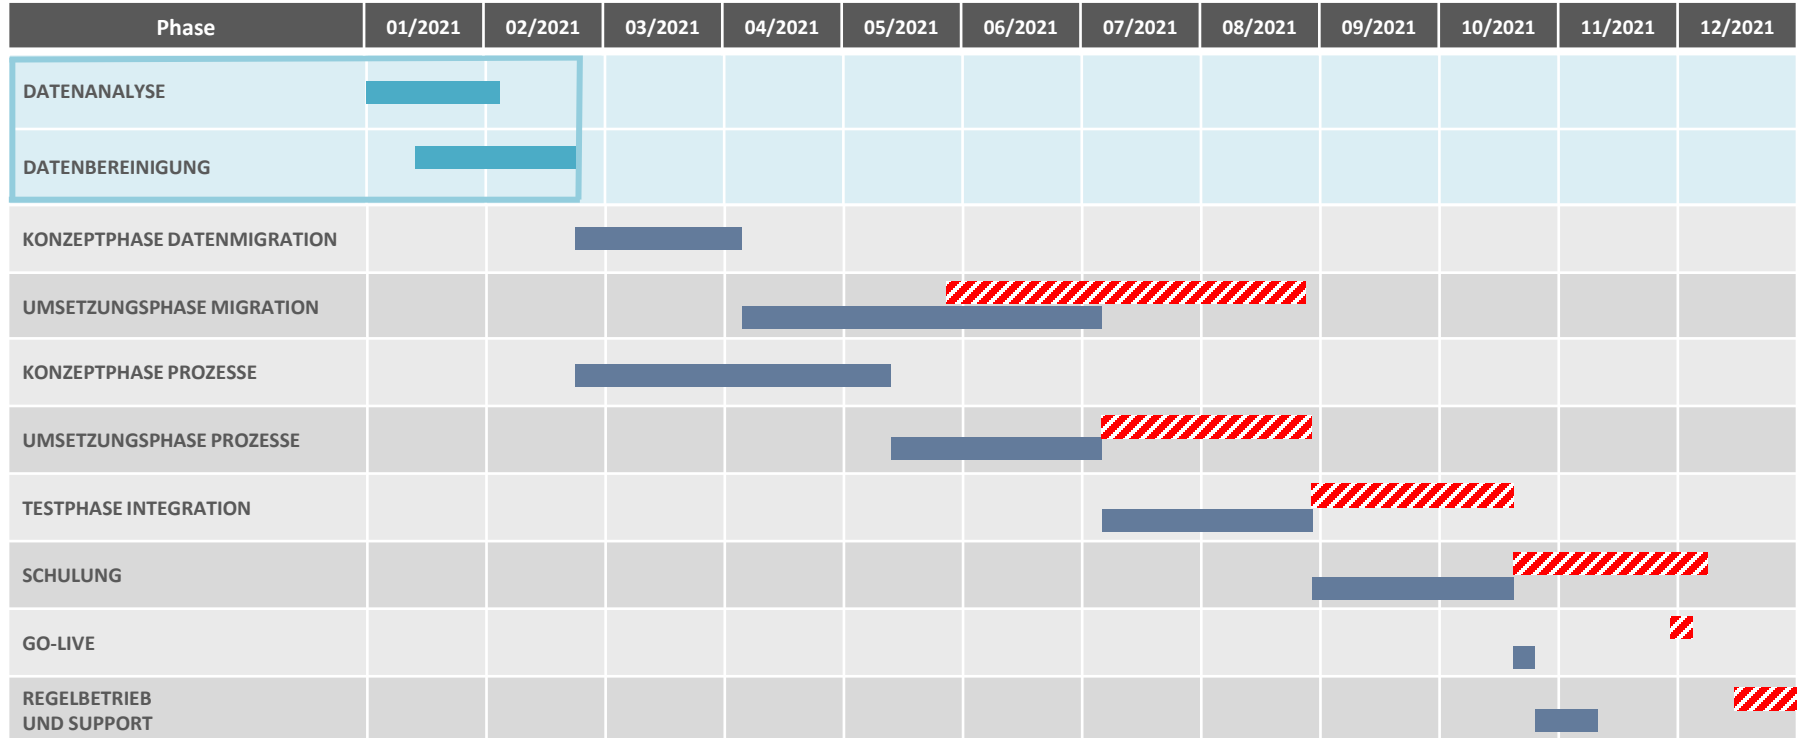 Phase 01/2021 02/2021 03/2021 04/2021 05/2021 06/2021 07/2021 08/2021 09/2021 10/2021 11/2021 12/2021
DATENANALYSE
DATENBEREINIGUNG
KONZEPTPHASE DATENMIGRATION
UMSETZUNGSPHASE MIGRATION
KONZEPTPHASE PROZESSE
UMSETZUNGSPHASE PROZESSE
TESTPHASE INTEGRATION
SCHULUNG
GO-LIVE
REGELBETRIEB
UND SUPPORT